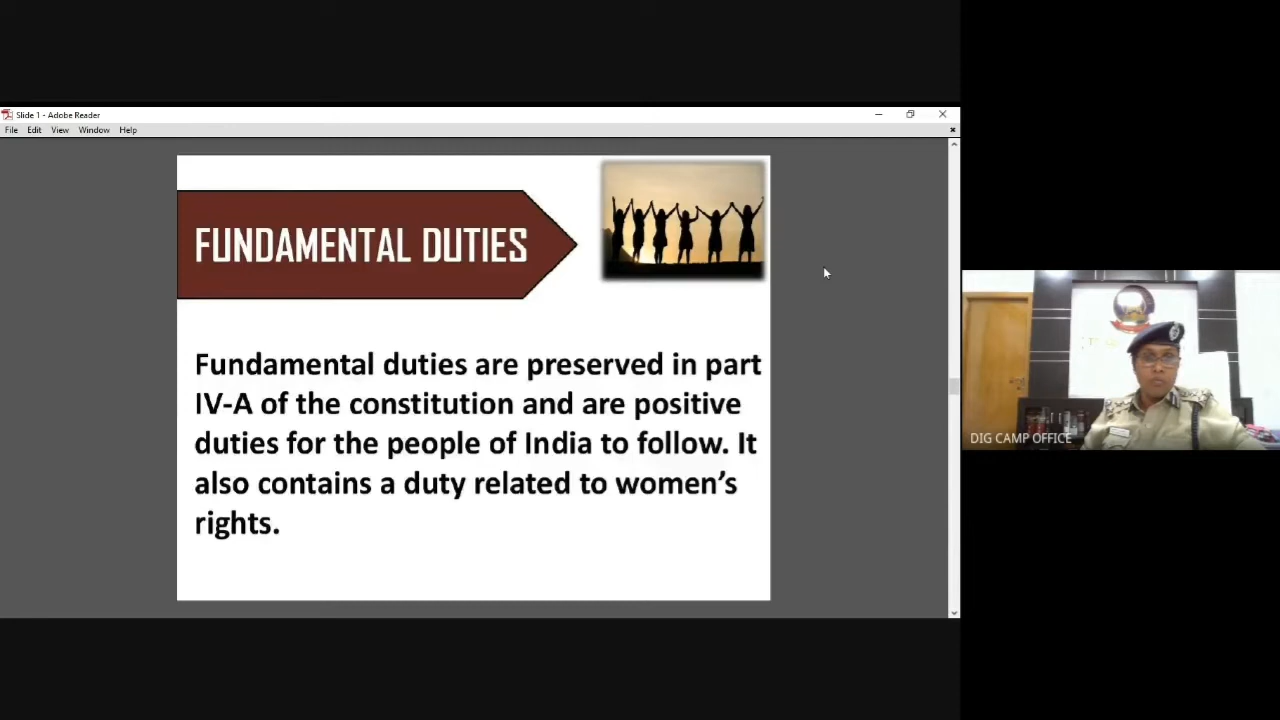 Slide 1 - Adobe Reader
File Edit View Window Help
FUNDAMENTAL DUTIES
Fundamental duties are preserved in part
IV-A of the constitution and are positive
duties for the people of India to follow. It
also contains a duty related to women’s
rights.
DIG CAMP OFFICE